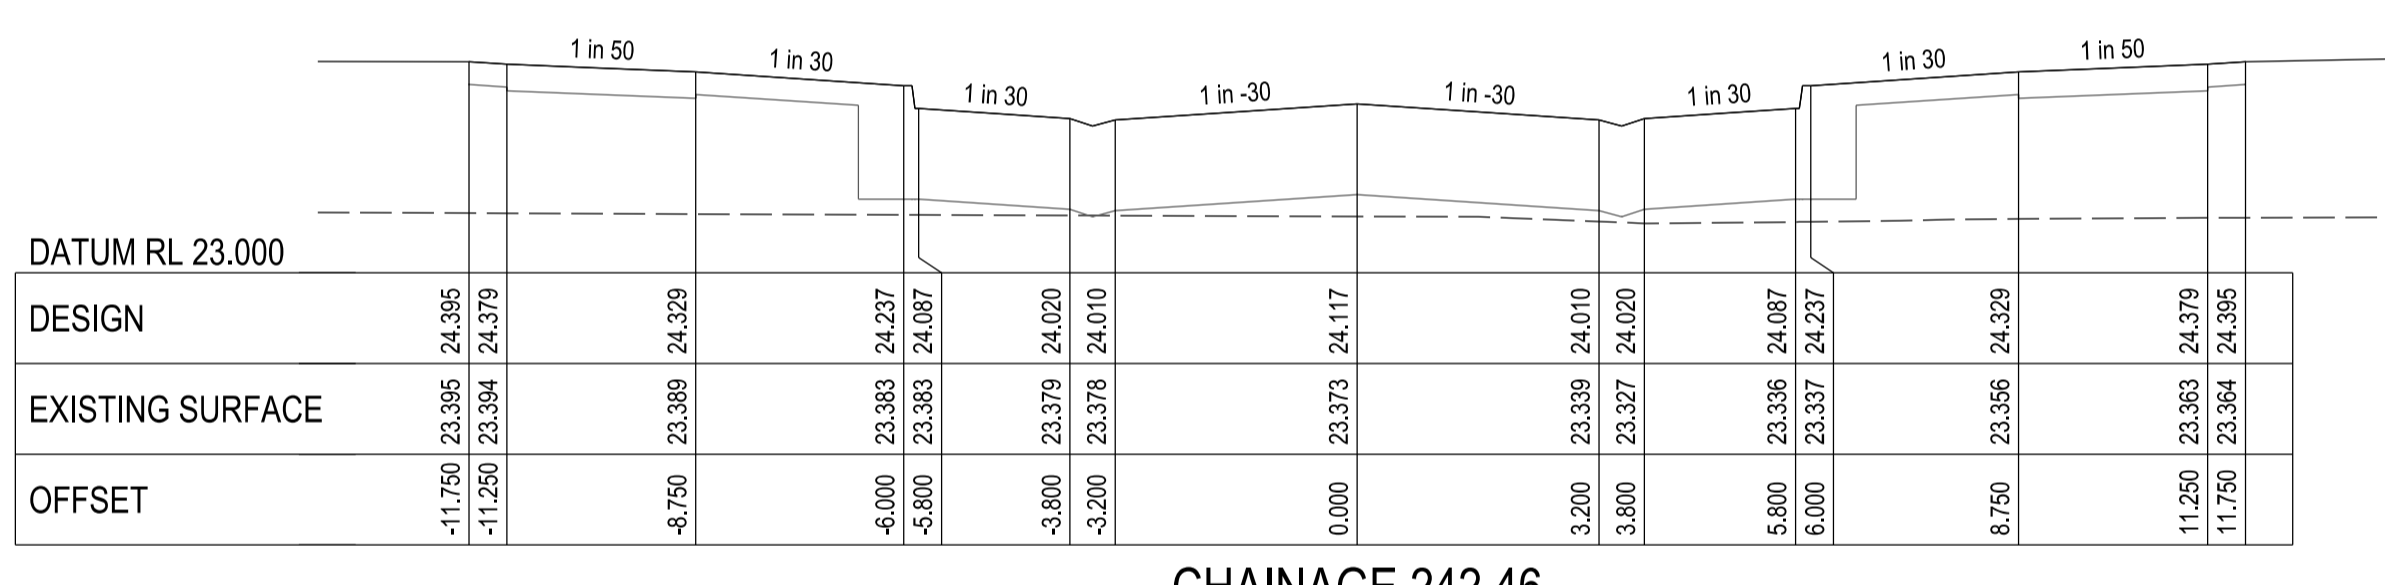 1 in 50 1 in 30 1 in 30 1 in -30 1 in -30 1 in 30 1 in 30 1 in 50
DATUM RL 23.000
DESIGN 24.395 24.379 24.329 24.237 24.087 24.020 24.010 24.117 24.010 24.020 24.087 24.237 24.329 24.379 24.395
EXISTING SURFACE 23.395 23.394 23.389 23.383 23.383 23.379 23.378 23.373 23.339 23.327 23.336 23.337 23.356 23.363 23.364
OFFSET -11.750 -11.250 -8.750 -6.000 -5.800 -3.800 -3.200 0.000 3.200 3.800 5.800 6.000 8.750 11.250 11.750
CHAINAGE 242.46